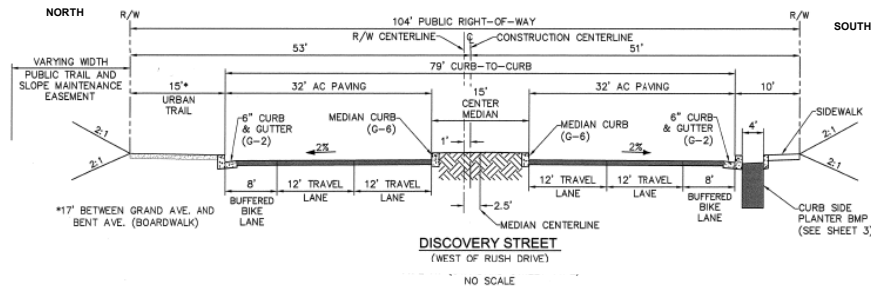 NORTH
R/W
104' PUBLIC RIGHT-OF-WAY
R/W
SOUTH
53'
R/W CENTERLINE
℄
CONSTRUCTION CENTERLINE
51'
VARYING WIDTH
PUBLIC TRAIL AND
SLOPE MAINTENANCE
EASEMENT
79' CURB-TO-CURB
15'*
URBAN
TRAIL
32' AC PAVING
15'
CENTER
MEDIAN
32' AC PAVING
10'
6" CURB
& GUTTER
(G-2)
MEDIAN CURB
(G-6)
1'
MEDIAN CURB
(G-6)
6" CURB
& GUTTER
(G-2)
4'
SIDEWALK
2:1
2:1
2%
2%
2:1
2:1
8'
BUFFERED
BIKE
LANE
12' TRAVEL
LANE
12' TRAVEL
LANE
2.5'
MEDIAN CENTERLINE
12' TRAVEL
LANE
12' TRAVEL
LANE
8'
BUFFERED
BIKE
LANE
CURB SIDE
PLANTER BMP
(SEE SHEET 3)
*17' BETWEEN GRAND AVE. AND
BENT AVE. (BOARDWALK)
DISCOVERY STREET
(WEST OF RUSH DRIVE)
NO SCALE